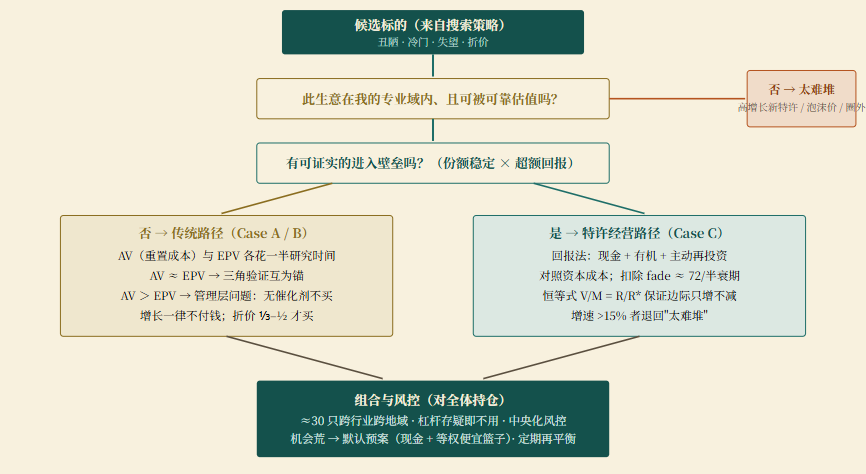 候选标的（来自搜索策略）
丑陋 · 冷门 · 失望 · 折价
此生意在我的专业域内、且可被可靠估值吗？
否 → 太难堆
高增长新特许 / 泡沫价 / 圈外
有可证实的进入壁垒吗？（份额稳定 × 超额回报）
否 → 传统路径（Case A / B）
AV（重置成本）与 EPV 各花一半研究时间
AV ≈ EPV → 三角验证互为锚
AV > EPV → 管理层问题：无催化剂不买
增长一律不付钱；折价 ⅓–½ 才买
是 → 特许经营路径（Case C）
回报法：现金 + 有机 + 主动再投资
对照资本成本；扣除 fade ≈ 72/半衰期
恒等式 V/M = R/R* 保证边际只增不减
增速 >15% 者退回"太难堆"
组合与风控（对全体持仓）
≈30 只跨行业跨地域 · 杠杆存疑即不用 · 中央化风控
机会荒 → 默认预案（现金 + 等权便宜篮子）· 定期再平衡